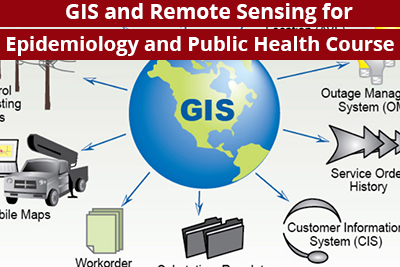 GIS and Remote Sensing for
Epidemiology and Public Health Course
GIS
Outage Manag
System (OM
Service Orde
History
bile Maps
Customer Information
System (CIS)
Workorder